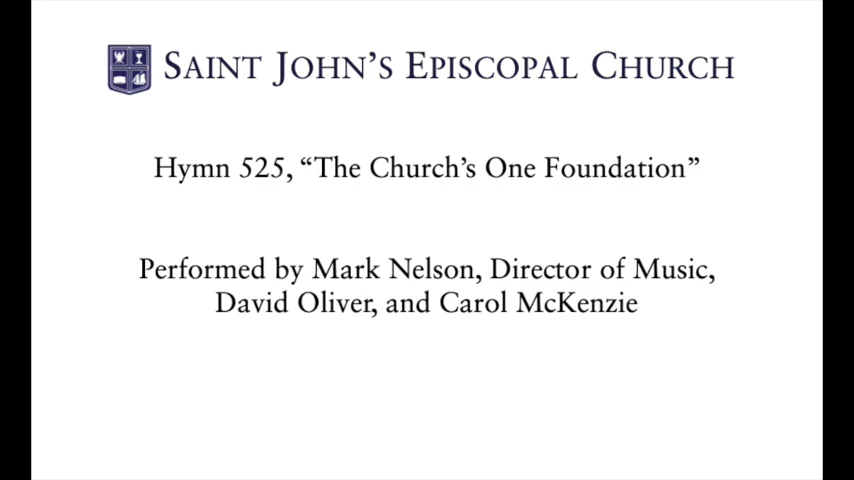 SAINT JOHN’S EPISCOPAL CHURCH
Hymn 525, “The Church’s One Foundation”
Performed by Mark Nelson, Director of Music,
David Oliver, and Carol McKenzie